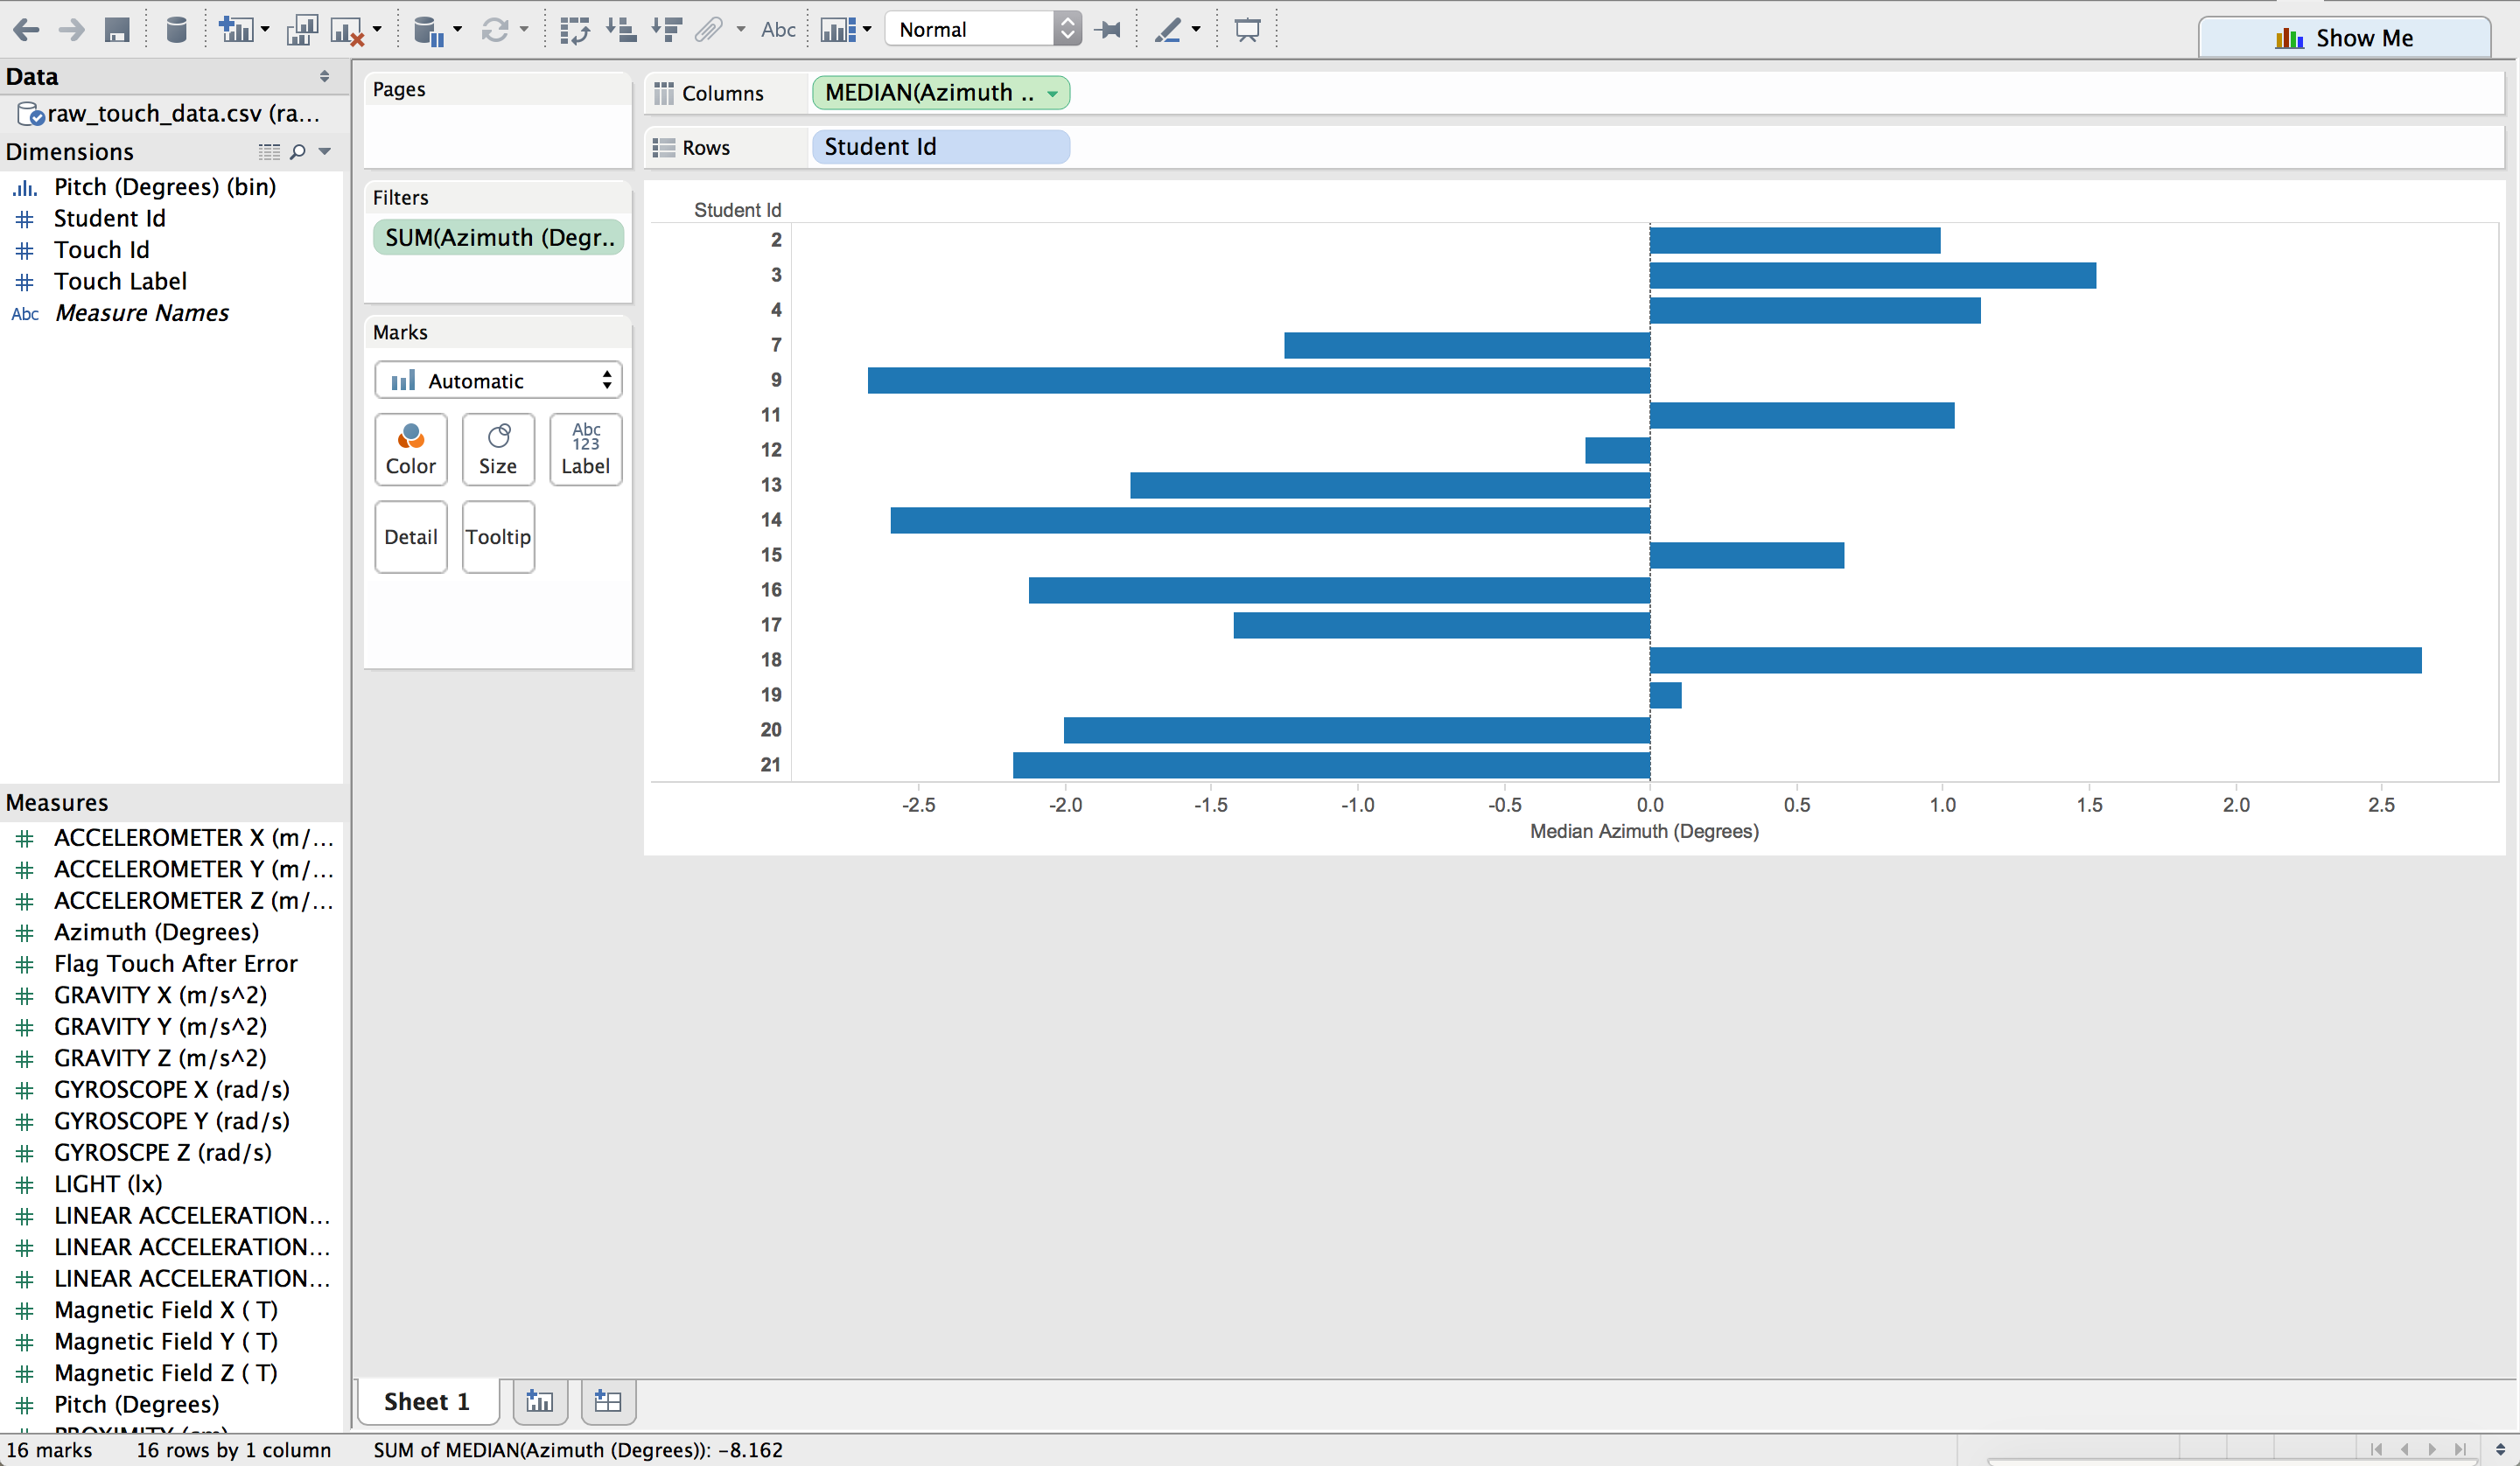 Abc
Normal
Show Me
Data
raw_touch_data.csv (ra...
Dimensions
Pitch (Degrees) (bin)
Student Id
Touch Id
Touch Label
Abc Measure Names
Measures
ACCELEROMETER X (m/...
ACCELEROMETER Y (m/...
ACCELEROMETER Z (m/...
Azimuth (Degrees)
Flag Touch After Error
GRAVITY X (m/s^2)
GRAVITY Y (m/s^2)
GRAVITY Z (m/s^2)
GYROSCOPE X (rad/s)
GYROSCOPE Y (rad/s)
GYROSCPE Z (rad/s)
LIGHT (lx)
LINEAR ACCELERATION...
LINEAR ACCELERATION...
LINEAR ACCELERATION...
Magnetic Field X ( T)
Magnetic Field Y ( T)
Magnetic Field Z ( T)
Pitch (Degrees)
Pages
Filters
SUM(Azimuth (Degr..
Marks
Automatic
Color
Size
Abc
123
Label
Detail
Tooltip
Columns
MEDIAN(Azimuth ..
Rows
Student Id
Student Id
2
3
4
7
9
11
12
13
14
15
16
17
18
19
20
21
-2.5 -2.0 -1.5 -1.0 -0.5 0.0 0.5 1.0 1.5 2.0 2.5
Median Azimuth (Degrees)
Sheet 1
16 marks 16 rows by 1 column SUM of MEDIAN(Azimuth (Degrees)): -8.162